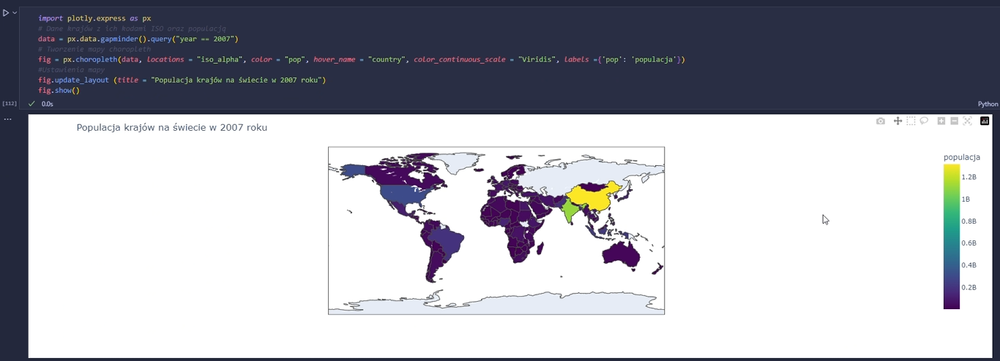 import plotly.express as px
# Dane krajów z ich kodami ISO oraz populacją
data = px.data.gapminder().query("year == 2007")
# Tworzenie mapy choropleth
fig = px.choropleth(data, locations = "iso_alpha", color = "pop", hover_name = "country", color_continuous_scale = "Viridis", labels ={'pop': 'populacja'})
#Ustawienia mapy
fig.update_layout (title = "Populacja krajów na świecie w 2007 roku")
fig.show()
[112]
0.0s
Python
...
Populacja krajów na świecie w 2007 roku
populacja
1.2B
1B
0.8B
0.6B
0.4B
0.2B